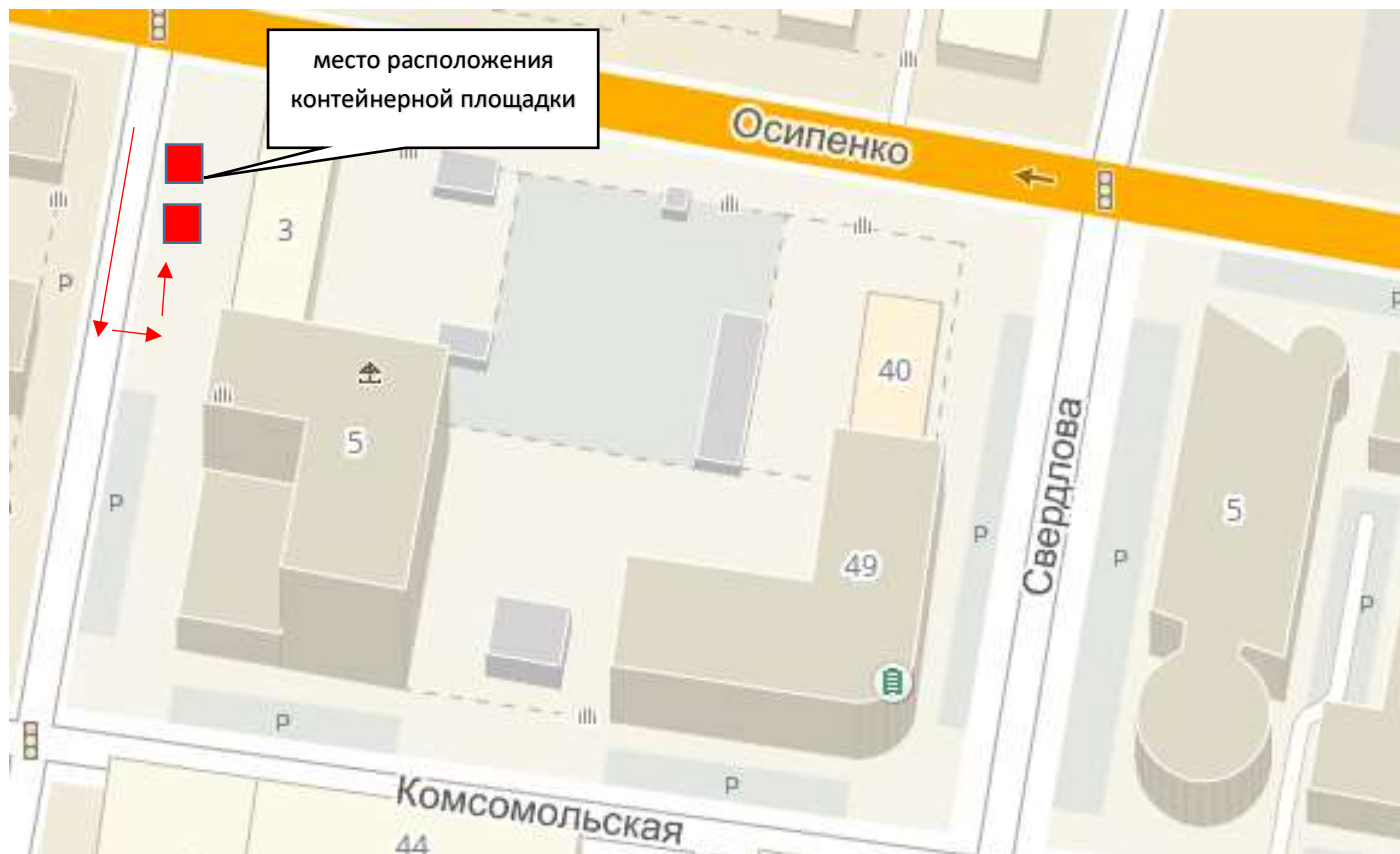 место расположения
контейнерной площадки
Осипенко
3
P
40
5
Свердлова
5
P
P
P
49
P
P
P
P
Комсомольская
44